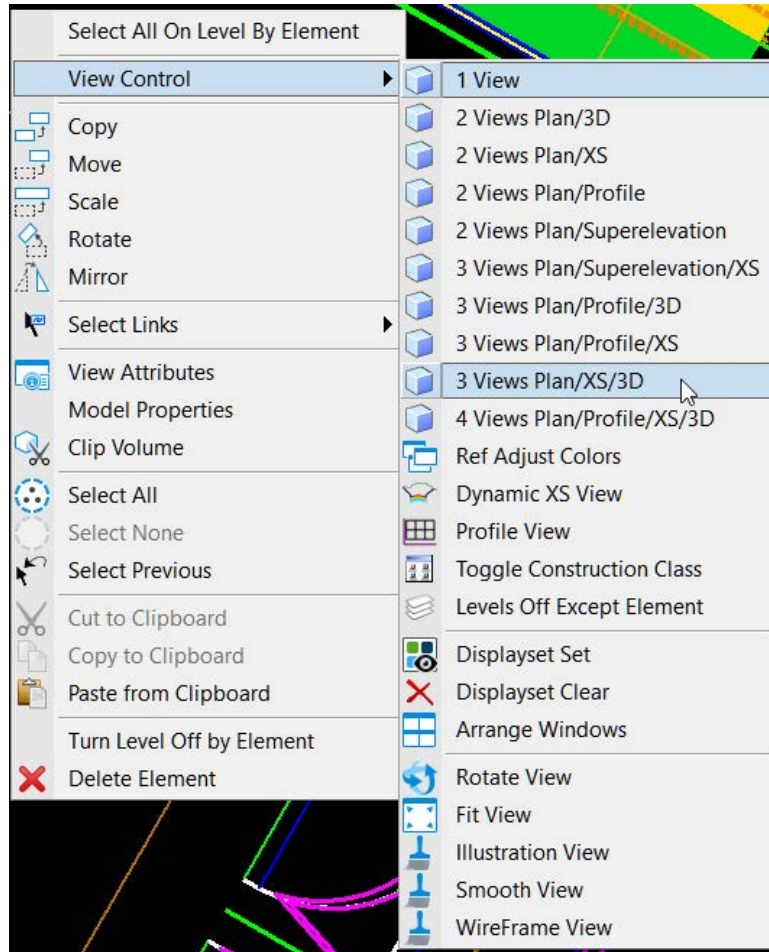 Select All On Level By Element
View Control
Copy
Move
Scale
Rotate
Mirror
Select Links
View Attributes
Model Properties
Clip Volume
Select All
Select None
Select Previous
Cut to Clipboard
Copy to Clipboard
Paste from Clipboard
Turn Level Off by Element
Delete Element
1 View
2 Views Plan/3D
2 Views Plan/XS
2 Views Plan/Profile
2 Views Plan/Superelevation
3 Views Plan/Superelevation/XS
3 Views Plan/Profile/3D
3 Views Plan/Profile/XS
3 Views Plan/XS/3D
4 Views Plan/Profile/XS/3D
Ref Adjust Colors
Dynamic XS View
Profile View
Toggle Construction Class
Levels Off Except Element
Displayset Set
Displayset Clear
Arrange Windows
Rotate View
Fit View
Illustration View
Smooth View
WireFrame View